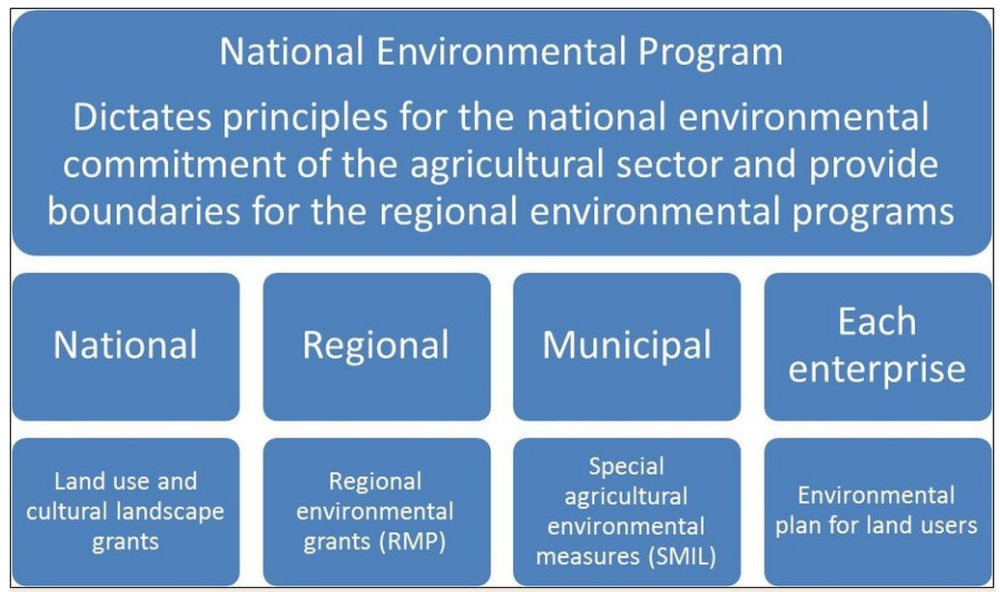 National Environmental Program
Dictates principles for the national environmental
commitment of the agricultural sector and provide
boundaries for the regional environmental programs
National
Regional
Municipal
Each
enterprise
Land use and
cultural landscape
grants
Regional
environmental
grants (RMP)
Special
agricultural
environmental
measures (SMIL)
Environmental
plan for land users